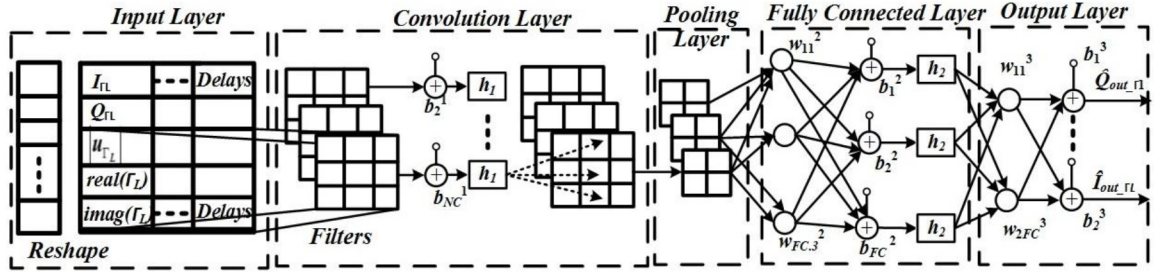 Input Layer
Convolution Layer
Pooling Layer
Fully Connected Layer
Output Layer
I_ΓL
Delays
Q_ΓL
u_Γ_L
real(Γ_L)
imag(Γ_L)
Delays
Reshape
Filters
b_2^1
h_1
b_NC^1
h_1
w_11^2
b_1^2
h_2
b_2^2
h_2
w_FC.3^2
b_FC^2
h_2
w_11^3
b_1^3
Q̂_out_ΓL
Î_out_ΓL
w_2FC^3
b_2^3